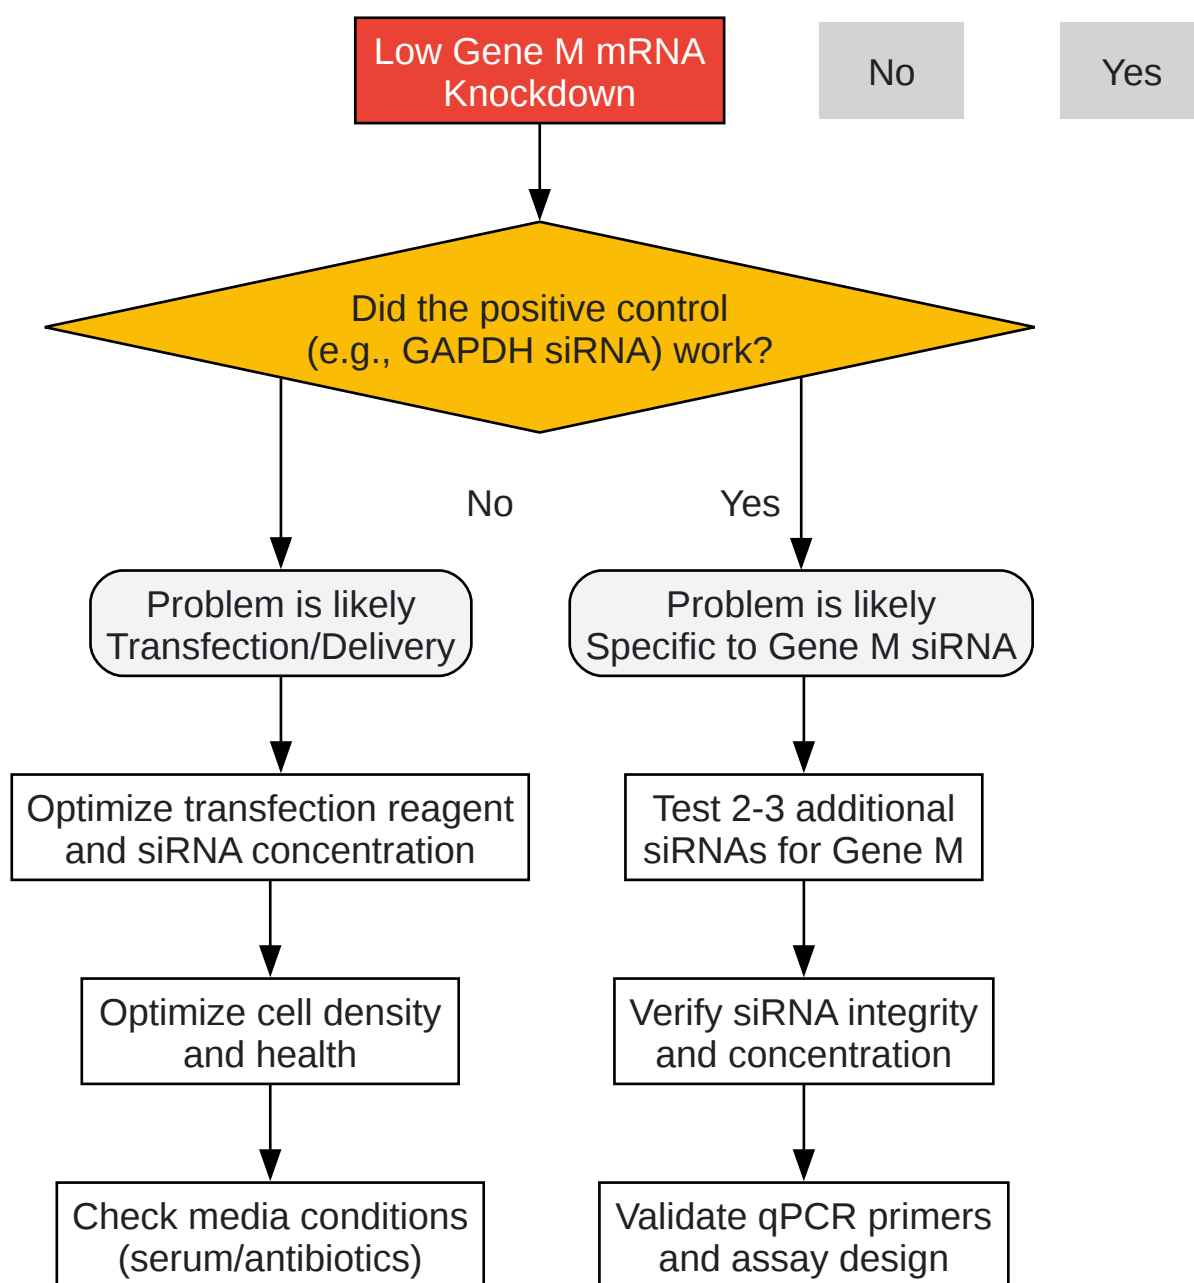 Low Gene M mRNA
Knockdown
No
Yes
Did the positive control
(e.g., GAPDH siRNA) work?
No
Yes
Problem is likely
Transfection/Delivery
Problem is likely
Specific to Gene M siRNA
Optimize transfection reagent
and siRNA concentration
Test 2-3 additional
siRNAs for Gene M
Optimize cell density
and health
Verify siRNA integrity
and concentration
Check media conditions
(serum/antibiotics)
Validate qPCR primers
and assay design